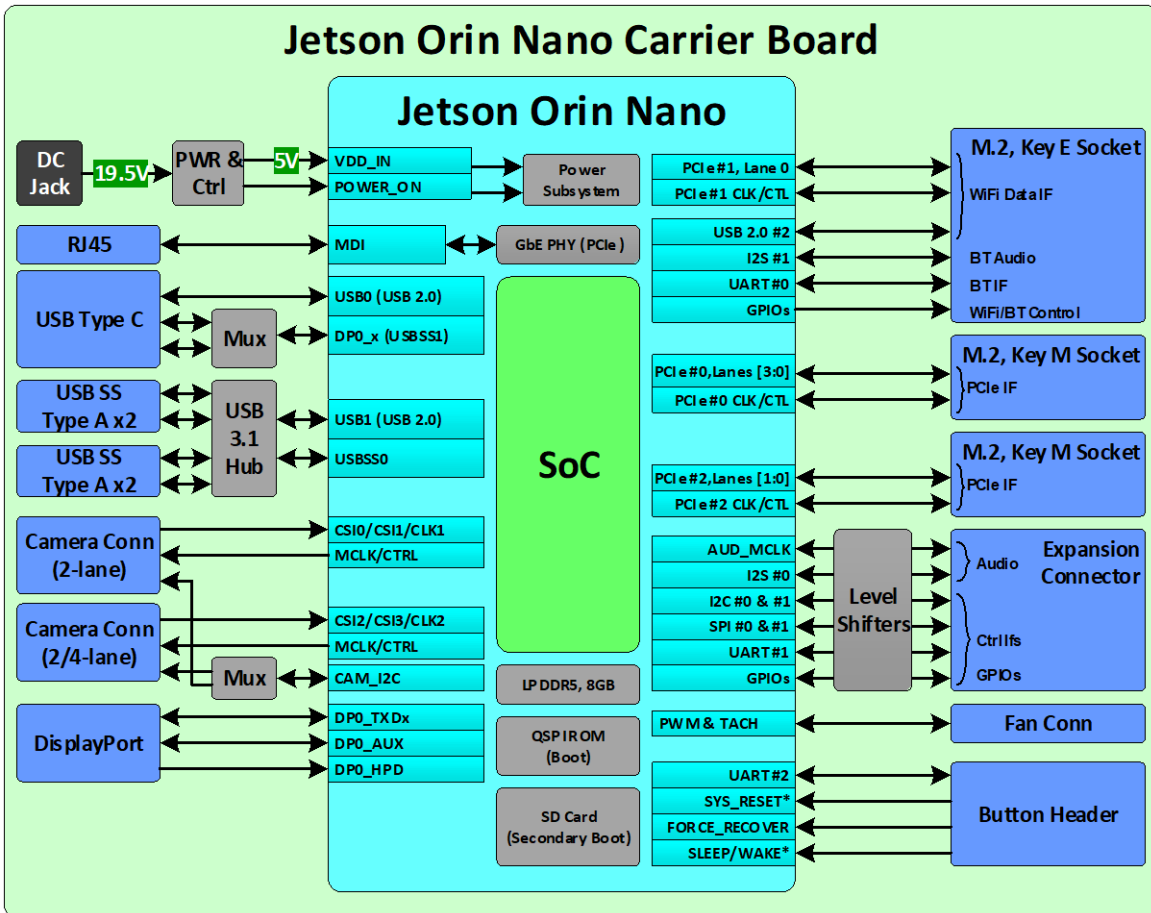 Jetson Orin Nano Carrier Board
Jetson Orin Nano
DC
Jack
19.5V
PWR &
Ctrl
5V
VDD_IN
POWER_ON
Power
Subsystem
RJ45
MDI
GbE PHY (PCIe)
USB Type C
Mux
USB0 (USB 2.0)
DP0_x (USBSS1)
USB SS
Type A x2
USB SS
Type A x2
USB
3.1
Hub
USB1 (USB 2.0)
USBSS0
SoC
Camera Conn
(2-lane)
CSI0/CSI1/CLK1
MCLK/CTRL
Camera Conn
(2/4-lane)
CSI2/CSI3/CLK2
MCLK/CTRL
Mux
CAM_I2C
LPDDR5, 8GB
DisplayPort
DP0_TXDx
DP0_AUX
DP0_HPD
QSPI ROM
(Boot)
SD Card
(Secondary Boot)
PCIe #1, Lane 0
PCIe #1 CLK/CTL
USB 2.0 #2
I2S #1
UART #0
GPIOs
M.2, Key E Socket
WiFi Data IF
BT Audio
BT IF
WiFi/BT Control
PCIe #0,Lanes [3:0]
PCIe #0 CLK/CTL
M.2, Key M Socket
PCIe IF
PCIe #2,Lanes [1:0]
PCIe #2 CLK/CTL
M.2, Key M Socket
PCIe IF
AUD_MCLK
I2S #0
I2C #0 & #1
SPI #0 & #1
UART #1
GPIOs
Level
Shifters
Expansion
Connector
Audio
Ctrl Ifs
GPIOs
PWM & TACH
Fan Conn
UART #2
SYS_RESET*
FORCE_RECOVER
SLEEP/WAKE*
Button Header